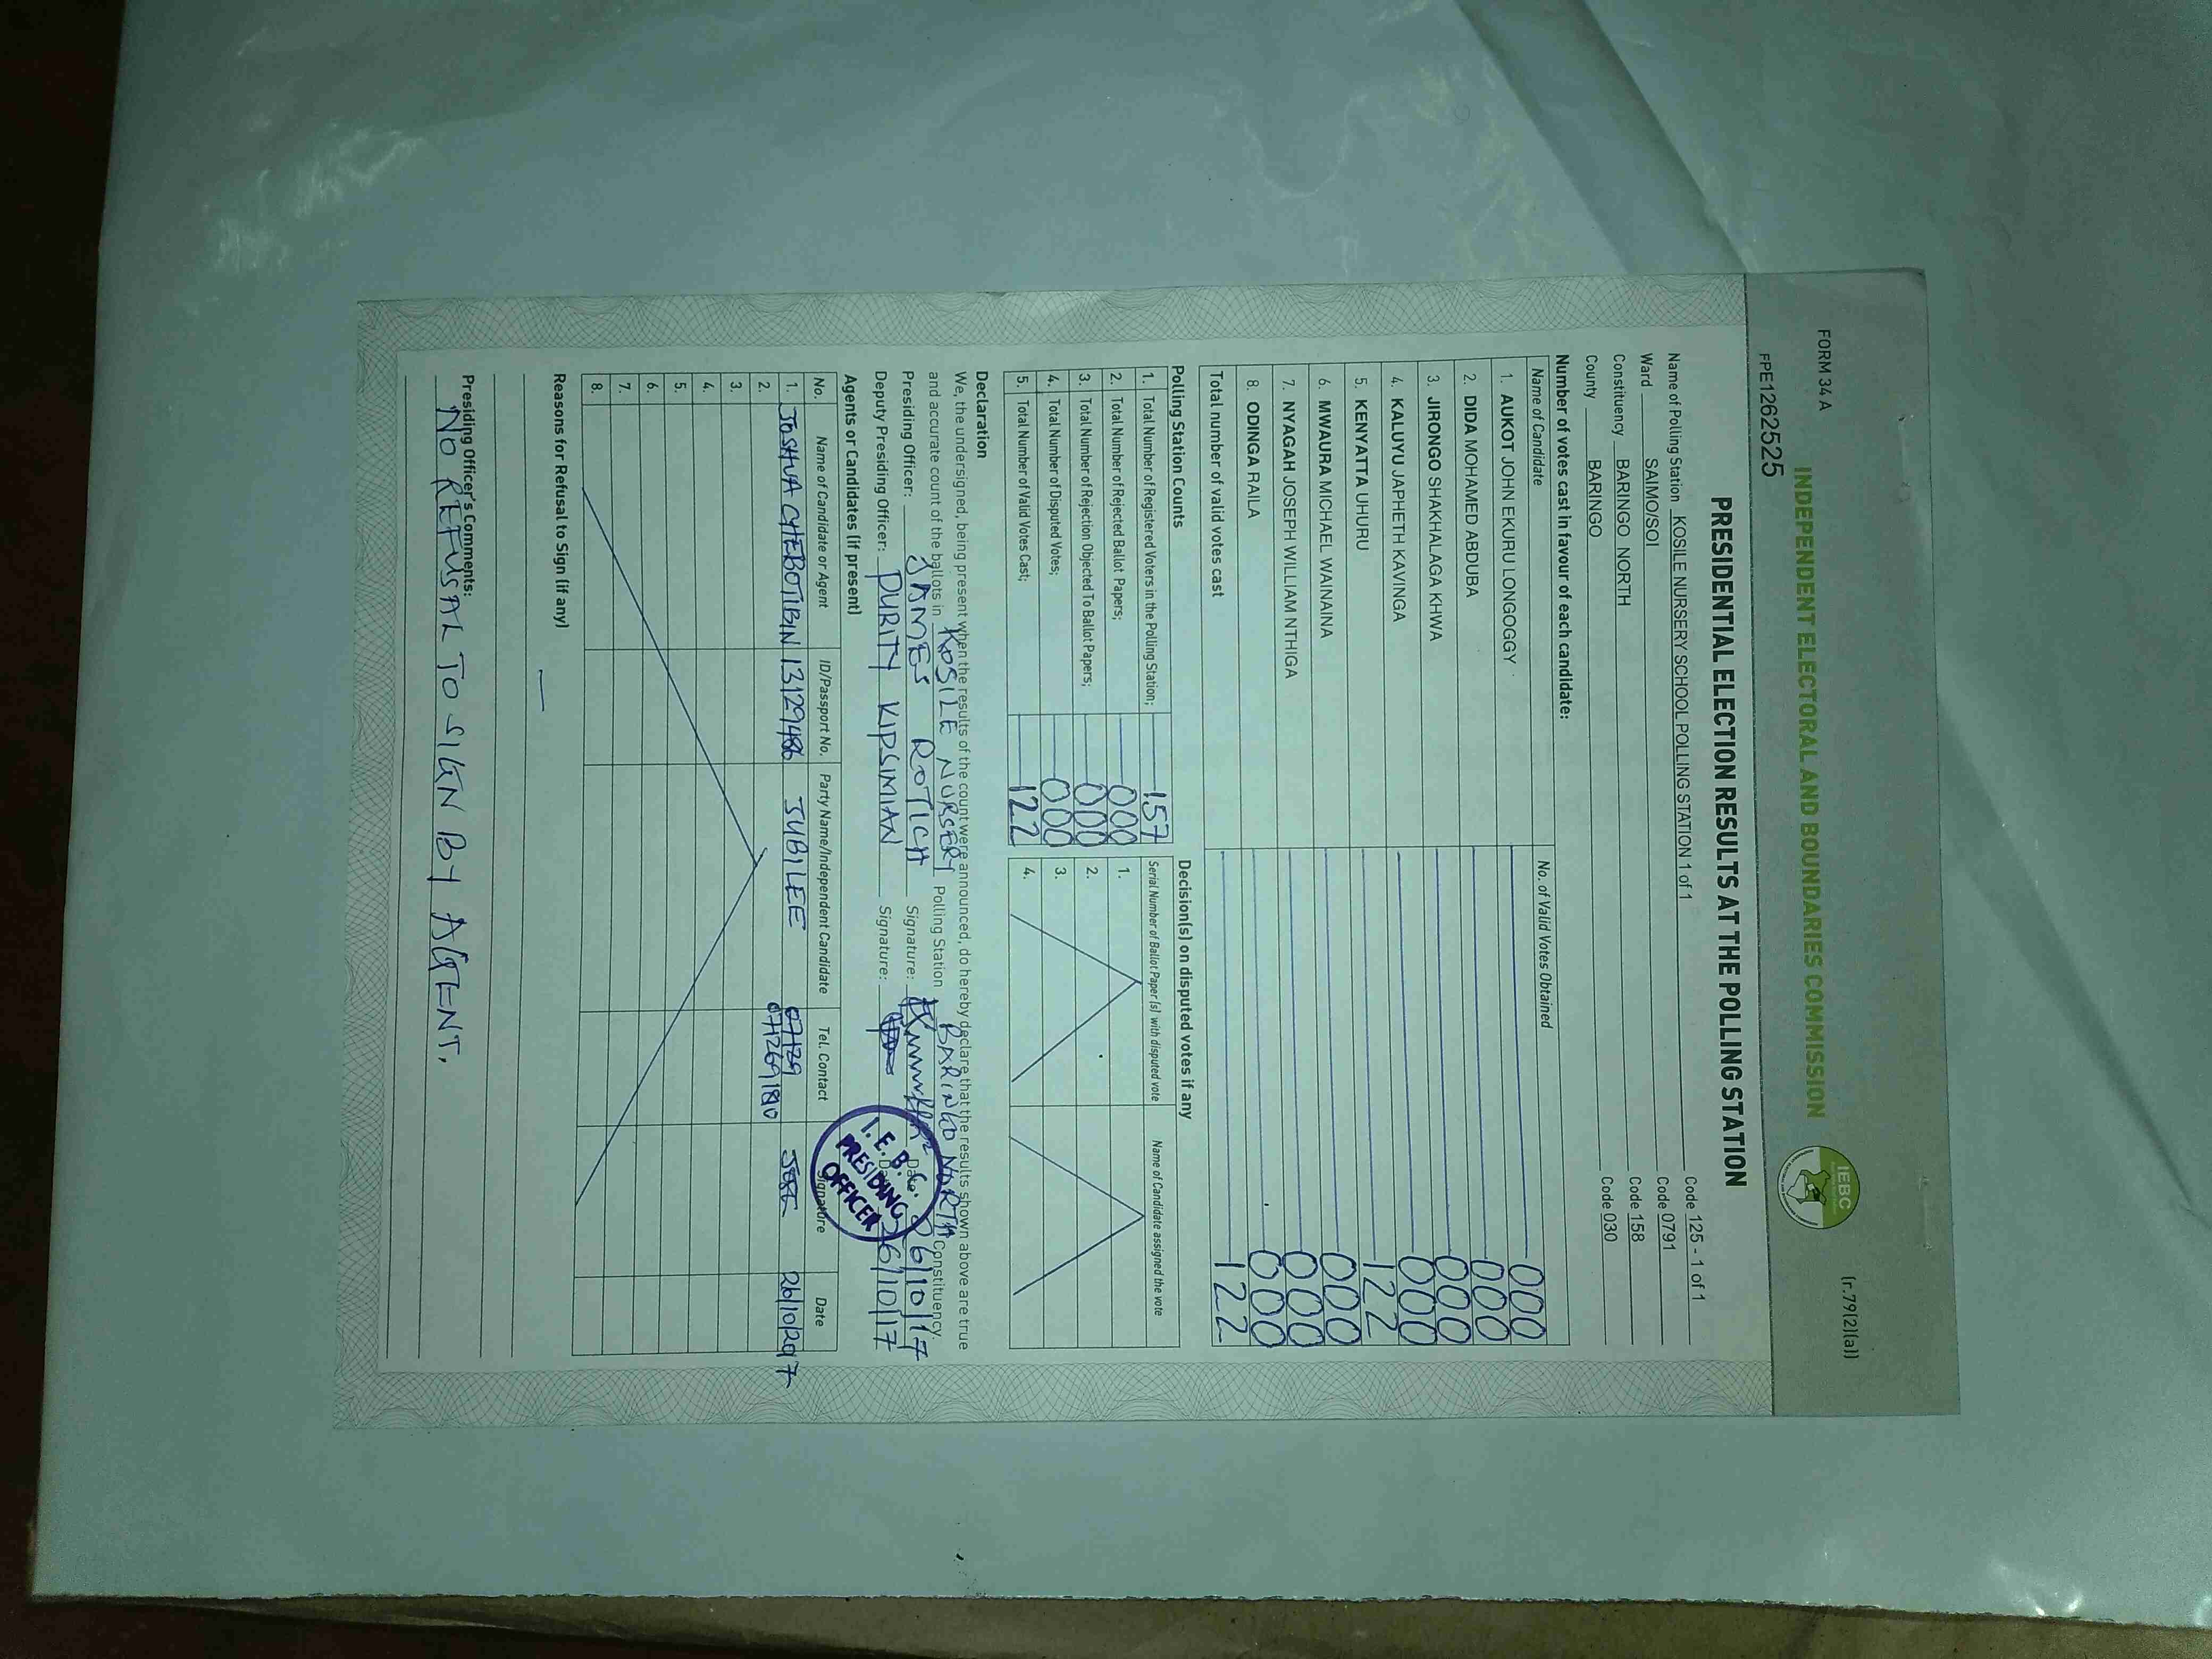 FORM 34 A
(r.79(2)(a))
INDEPENDENT ELECTORAL AND BOUNDARIES COMMISSION
IEBC
FPE1262525
PRESIDENTIAL ELECTION RESULTS AT THE POLLING STATION
Name of Polling Station KOSILE NURSERY SCHOOL POLLING STATION 1 of 1 Code 125 - 1 of 1
Ward SAIMO/SOI Code 0791
Constituency BARINGO NORTH Code 158
County BARINGO Code 030
Number of votes cast in favour of each candidate:
Name of Candidate No. of Valid Votes Obtained
1. AUKOT JOHN EKURU LONGOGGY 000
2. DIDA MOHAMED ABDUBA 000
3. JIRONGO SHAKHALAGA KHWA 000
4. KALUYU JAPHETH KAVINGA 000
5. KENYATTA UHURU 122
6. MWAURA MICHAEL WAINAINA 000
7. NYAGAH JOSEPH WILLIAM NTHIGA 000
8. ODINGA RAILA 000
Total number of valid votes cast 122
Polling Station Counts
1. Total Number of Registered Voters in the Polling Station; 157
2. Total Number of Rejected Ballot Papers; 000
3. Total Number of Rejection Objected To Ballot Papers; 000
4. Total Number of Disputed Votes; 000
5. Total Number of Valid Votes Cast; 122
Decision(s) on disputed votes if any
Serial Number of Ballot Paper (s) with disputed vote Name of Candidate assigned the vote
1.
2.
3.
4.
Declaration
We, the undersigned, being present when the results of the count were announced, do hereby declare that the results shown above are true
and accurate count of the ballots in KOSILE NURSERY Polling Station BARINGO NORTH Constituency.
Presiding Officer: JAMES ROTICH Signature: Date 26/10/17
Deputy Presiding Officer: PURITY KIPSIMIAN Signature: 26/10/17
I. E. B. C.
PRESIDING
OFFICER
Agents or Candidates (if present)
No. Name of Candidate or Agent ID/Passport No. Party Name/Independent Candidate Tel. Contact Signature Date
1. JOSHUA CHEBOTIBIN 13129486 JUBILEE 07129 26/10/2017
2. 0712691810
3.
4.
5.
6.
7.
8.
Reasons for Refusal to Sign (if any)
Presiding Officer's Comments:
NO REFUSAL TO SIGN BY AGENT.